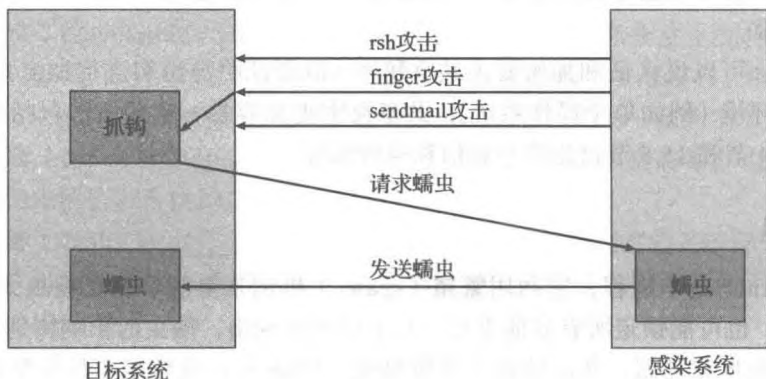 rsh攻击
finger攻击
sendmail攻击
抓钩
请求蠕虫
发送蠕虫
蠕虫
蠕虫
目标系统
感染系统